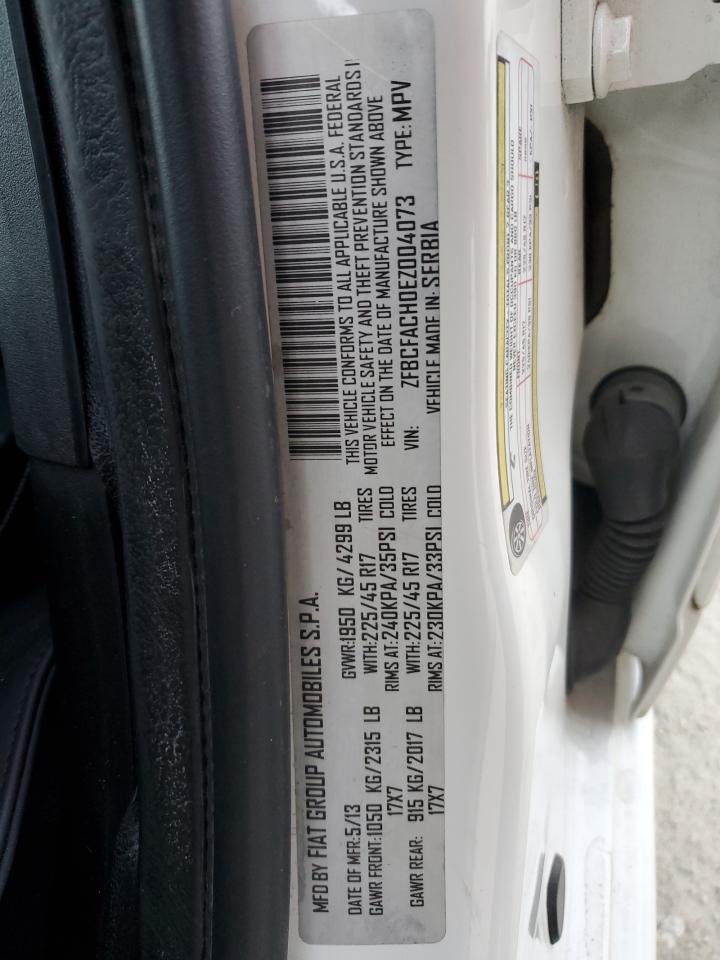 MFD BY FIAT GROUP AUTOMOBILES S.P.A.
DATE OF MFR:5/13 GVWR:1950 KG/4299 LB
GAWR FRONT:1050 KG/2315 LB WITH:225/45 R17 TIRES
17X7 RIMS AT:240KPA/35PSI COLD
GAWR REAR: 915 KG/2017 LB WITH:225/45 R17 TIRES
17X7 RIMS AT:230KPA/33PSI COLD
THIS VEHICLE CONFORMS TO ALL APPLICABLE U.S.A. FEDERAL
MOTOR VEHICLE SAFETY AND THEFT PREVENTION STANDARDS I
EFFECT ON THE DATE OF MANUFACTURE SHOWN ABOVE
VIN: ZFBCFACH0EZ004073 TYPE: MPV
VEHICLE MADE IN SERBIA